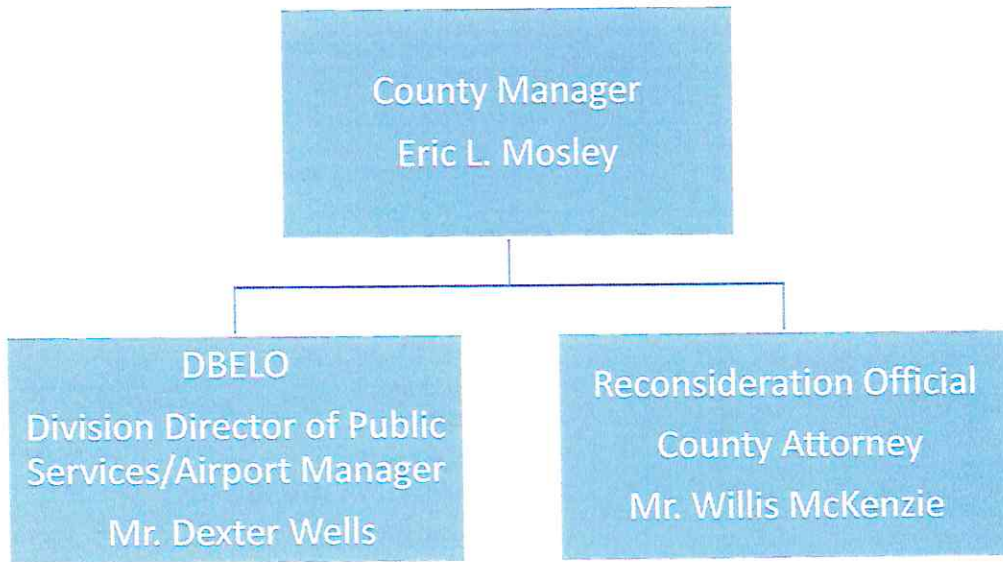 County Manager
Eric L. Mosley
DBELO
Division Director of Public
Services/Airport Manager
Mr. Dexter Wells
Reconsideration Official
County Attorney
Mr. Willis McKenzie